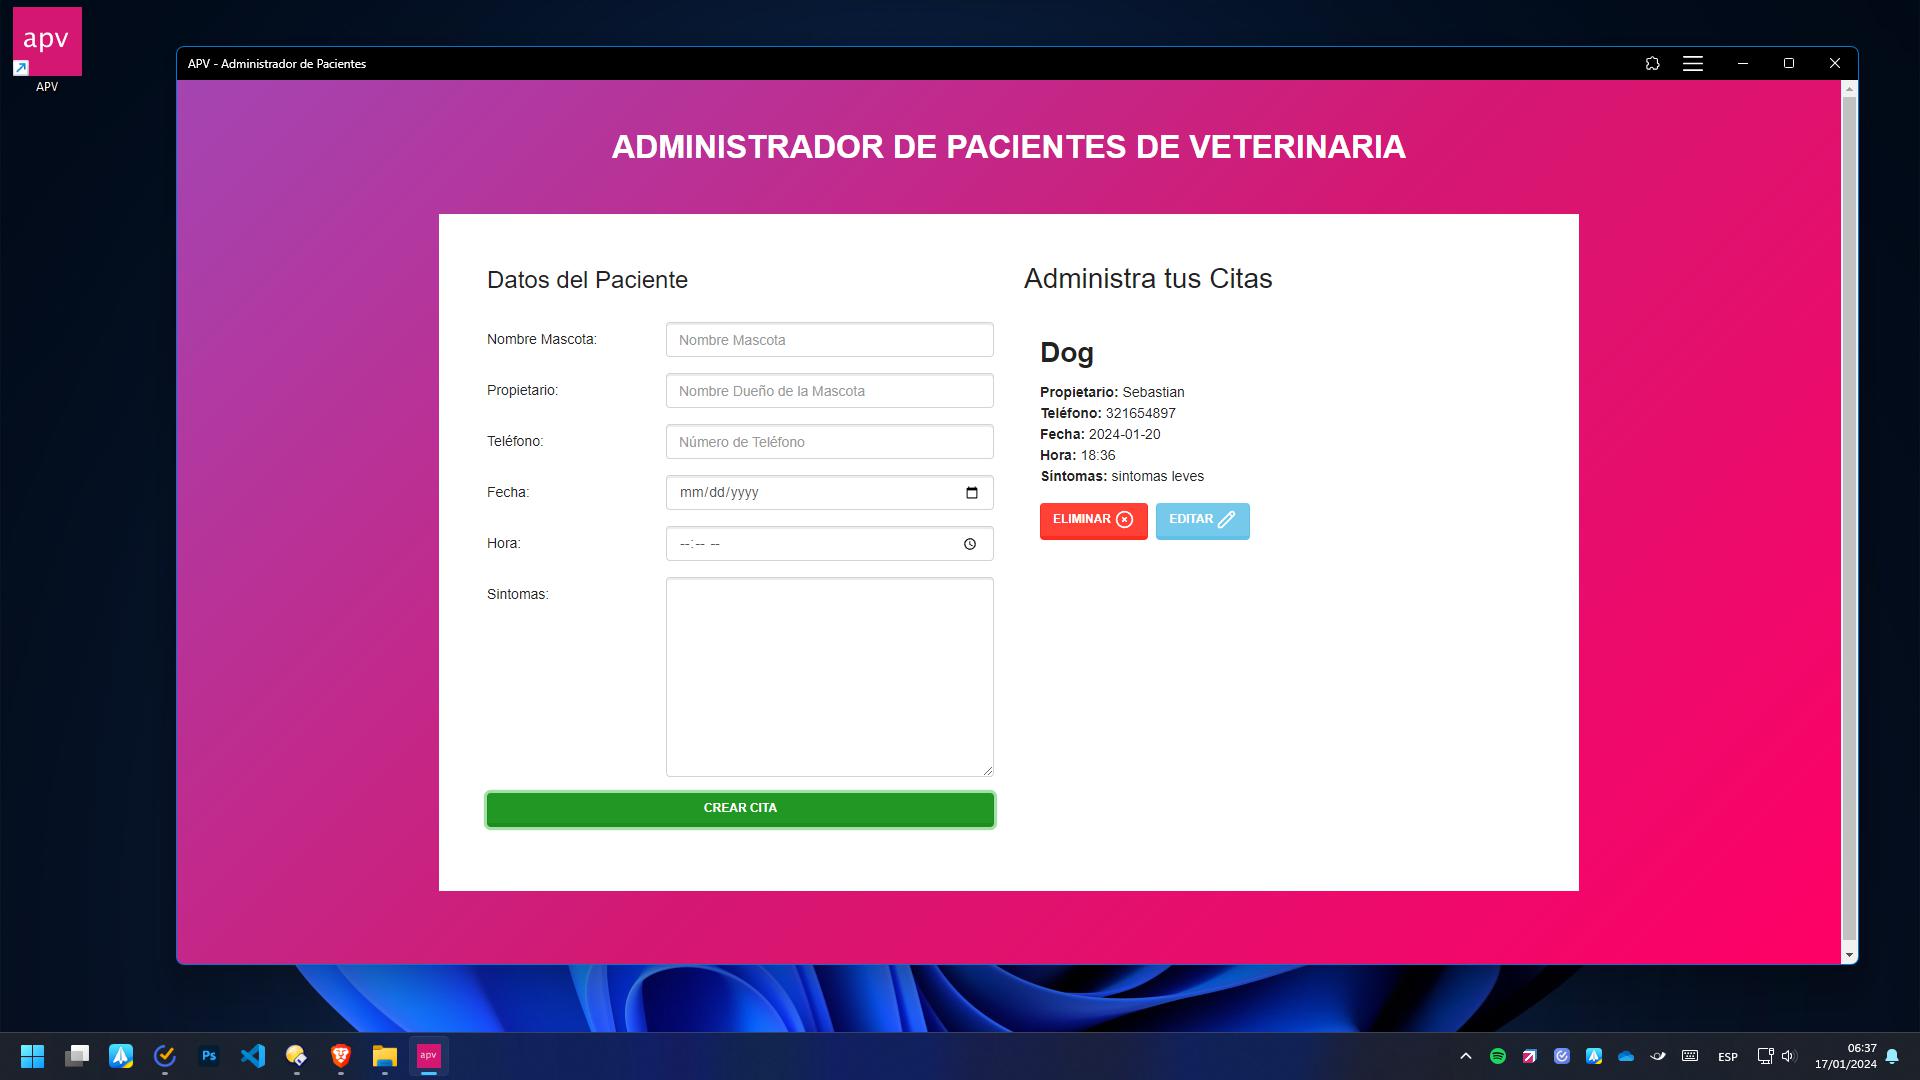 apv
APV
APV - Administrador de Pacientes
ADMINISTRADOR DE PACIENTES DE VETERINARIA
Datos del Paciente
Nombre Mascota:
Nombre Mascota
Propietario:
Nombre Dueño de la Mascota
Teléfono:
Número de Teléfono
Fecha:
mm/dd/yyyy
Hora:
--:-- --
Sintomas:
CREAR CITA
Administra tus Citas
Dog
Propietario: Sebastian
Teléfono: 321654897
Fecha: 2024-01-20
Hora: 18:36
Síntomas: sintomas leves
ELIMINAR
EDITAR
Ps
apv
ESP
06:37
17/01/2024